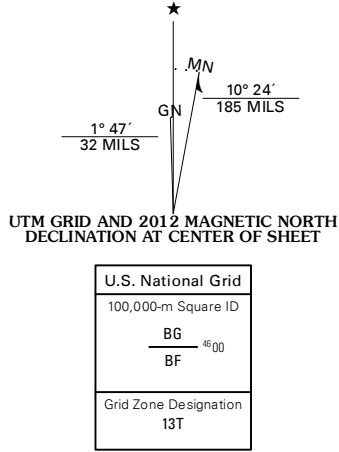 ★
MN
GN
10° 24´
185 MILS
1° 47´
32 MILS
UTM GRID AND 2012 MAGNETIC NORTH
DECLINATION AT CENTER OF SHEET
U.S. National Grid
100,000-m Square ID
BG
4600
BF
Grid Zone Designation
13T